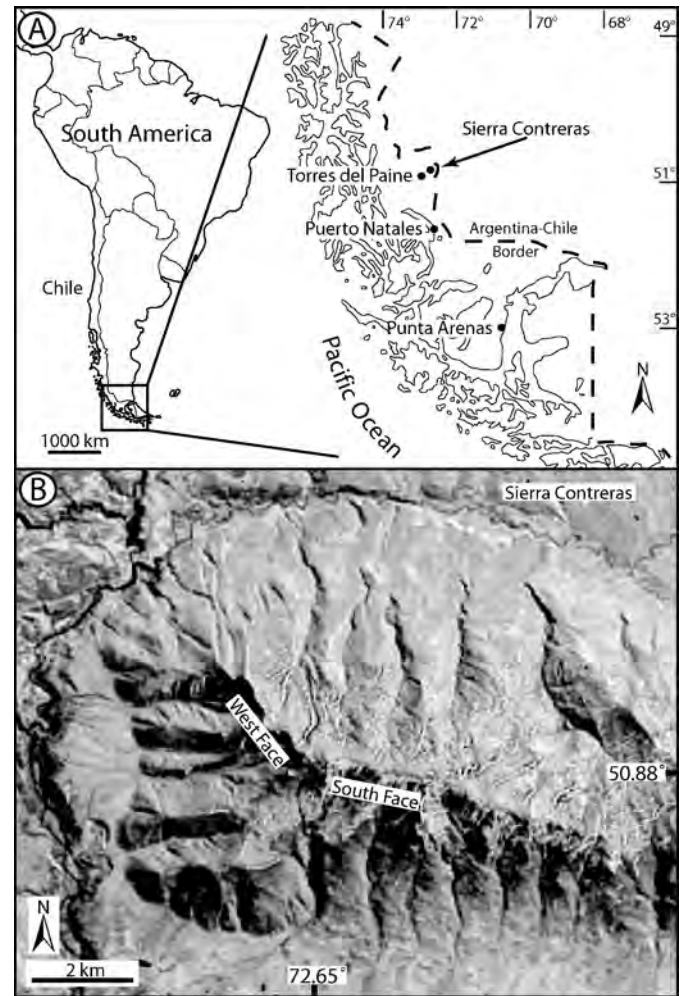 A
74°
72°
70°
68°
49°
South America
Sierra Contreras
Torres del Paine
51°
Puerto Natales
Argentina-Chile
Border
Chile
Punta Arenas
53°
Pacific Ocean
N
1000 km
B
Sierra Contreras
West Face
South Face
50.88°
N
2 km
72.65°